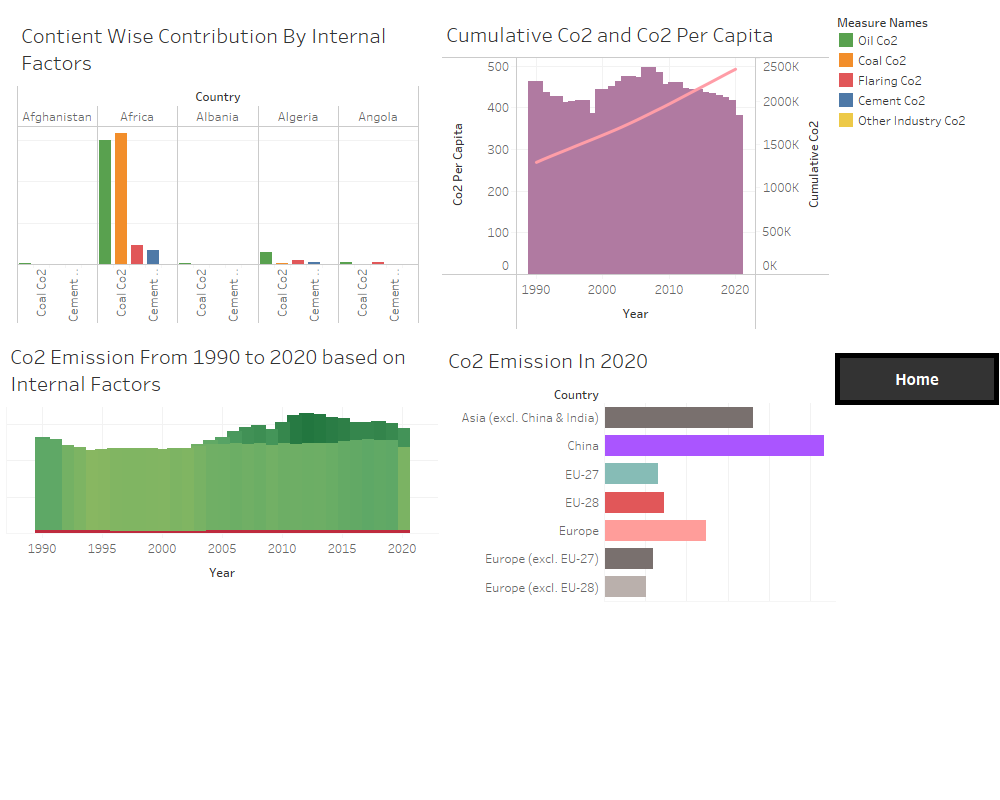 Contient Wise Contribution By Internal
Factors
Country
Afghanistan Africa Albania Algeria Angola
Coal Co2 Cement .. Coal Co2 Cement .. Coal Co2 Cement .. Coal Co2 Cement .. Coal Co2 Cement ..
Cumulative Co2 and Co2 Per Capita
500
400
300
200
100
0
Co2 Per Capita
2500K
2000K
1500K
1000K
500K
0K
Cumulative Co2
1990 2000 2010 2020
Year
Measure Names
Oil Co2
Coal Co2
Flaring Co2
Cement Co2
Other Industry Co2
Co2 Emission From 1990 to 2020 based on
Internal Factors
1990 1995 2000 2005 2010 2015 2020
Year
Co2 Emission In 2020
Country
Asia (excl. China & India)
China
EU-27
EU-28
Europe
Europe (excl. EU-27)
Europe (excl. EU-28)
Home